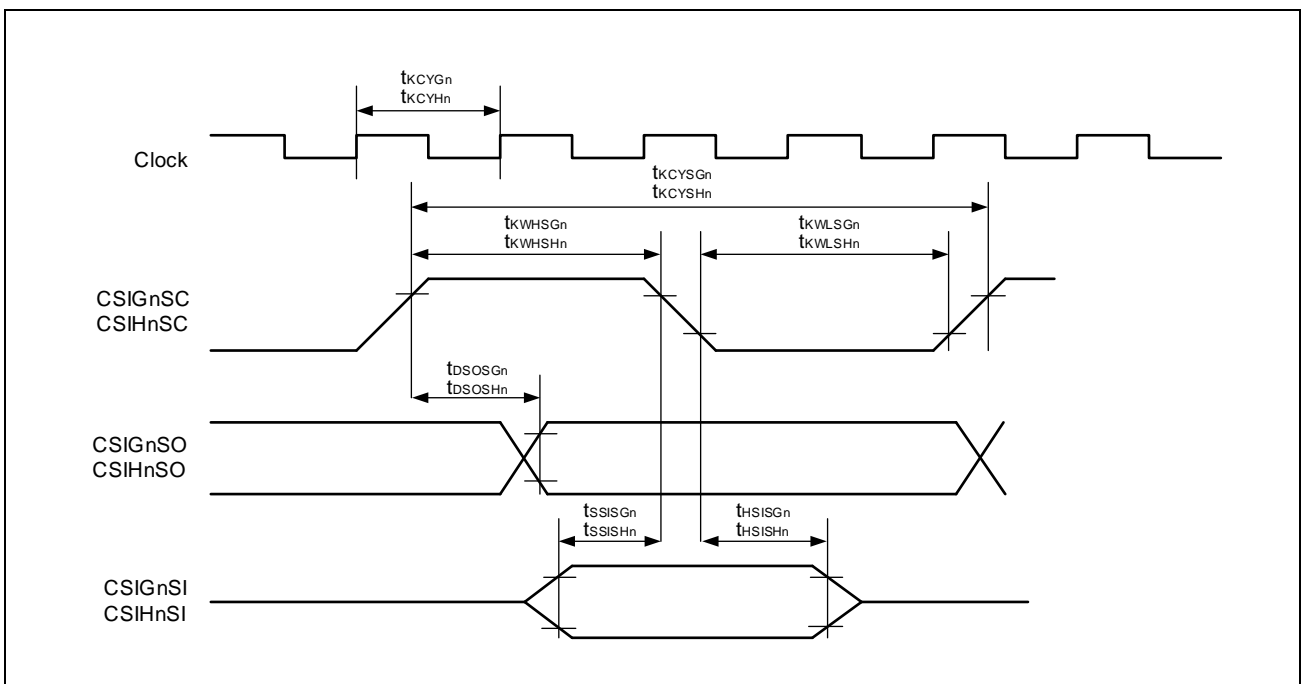 tKCYGn
tKCYHn
Clock
tKCYSGn
tKCYSHn
tKWHSGn
tKWHSHn
tKWLSGn
tKWLSHn
CSIGnSC
CSIHnSC
tDSOSGn
tDSOSHn
CSIGnSO
CSIHnSO
tSSISGn
tSSISHn
tHSISGn
tHSISHn
CSIGnSI
CSIHnSI